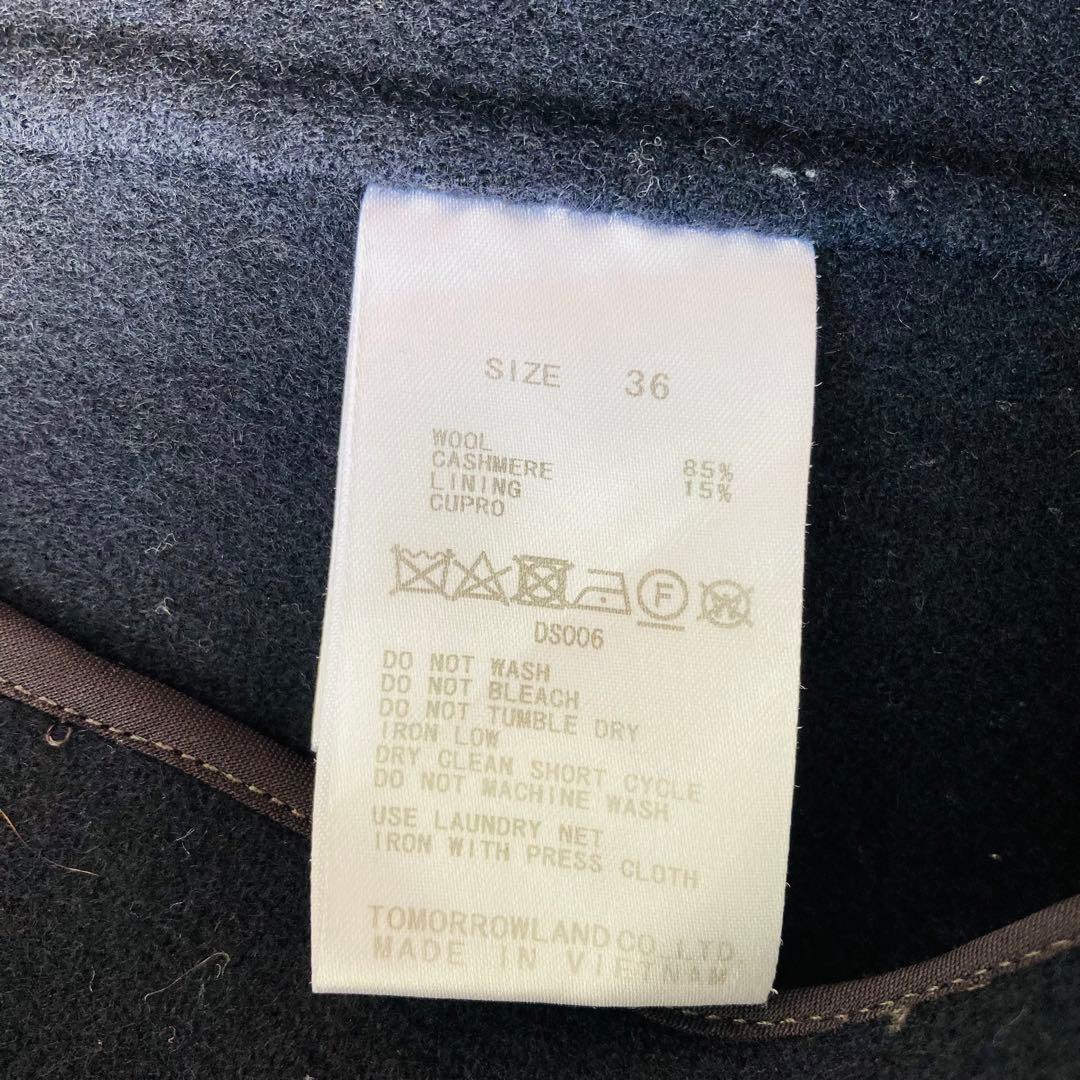 SIZE 36
WOOL 85%
CASHMERE 15%
LINING
CUPRO
F W
DS006
DO NOT WASH
DO NOT BLEACH
DO NOT TUMBLE DRY
IRON LOW
DRY CLEAN SHORT CYCLE
DO NOT MACHINE WASH
USE LAUNDRY NET
IRON WITH PRESS CLOTH
TOMORROWLAND CO.,LTD
MADE IN VIETNAM